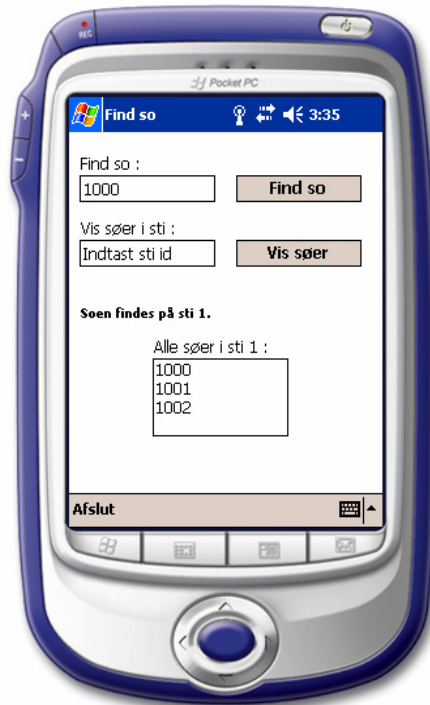 REC
Pocket PC
Find so 3:35
Find so :
1000 Find so
Vis søer i sti :
Indtast sti id Vis søer
Soen findes på sti 1.
Alle søer i sti 1 :
1000
1001
1002
Afslut